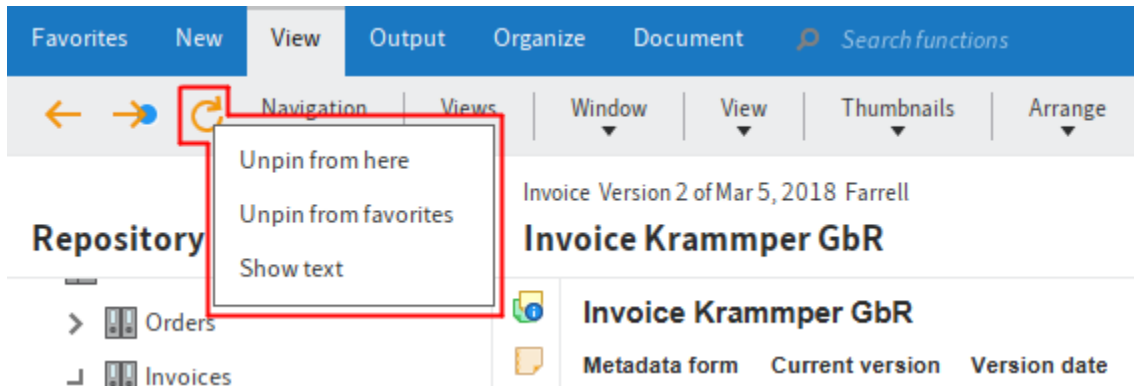 Favorites New View Output Organize Document Search functions
Navigation Views Window View Thumbnails Arrange
Unpin from here
Unpin from favorites
Show text
Invoice Version 2 of Mar 5, 2018 Farrell
Repository Invoice Krammper GbR
Orders
Invoices
Invoice Krammper GbR
Metadata form Current version Version date